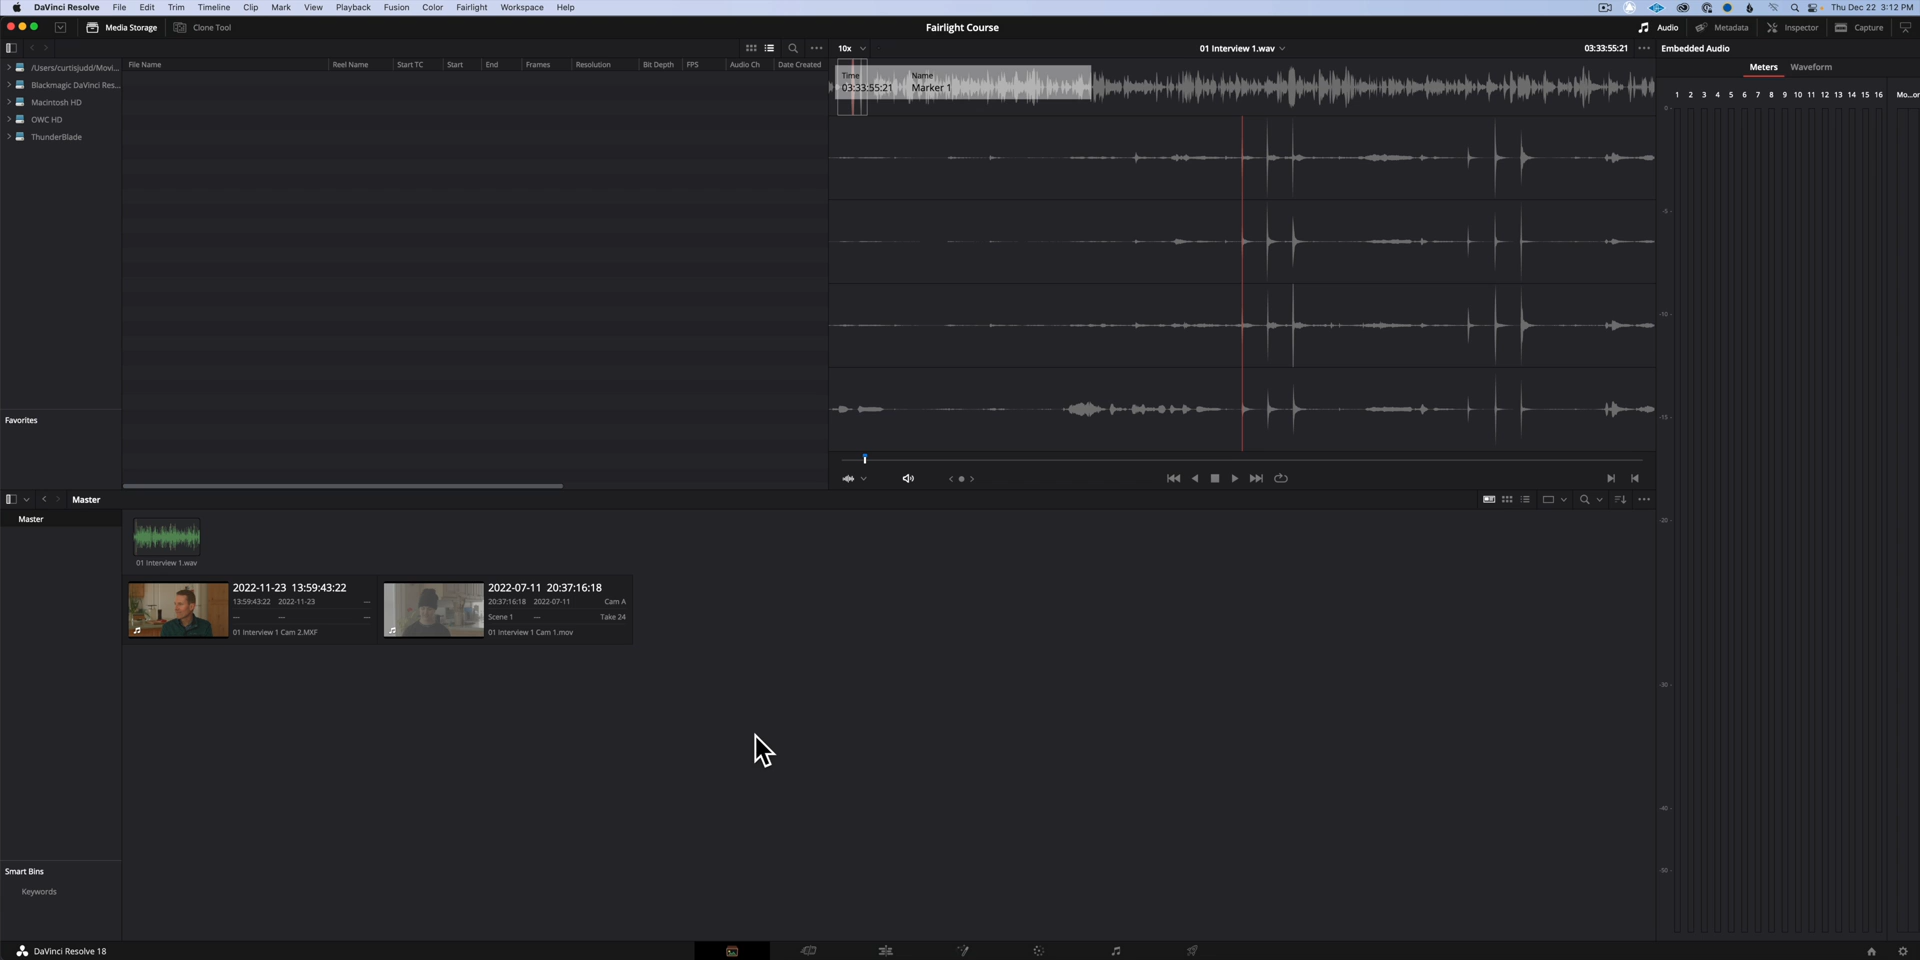 DaVinci Resolve File Edit Trim Timeline Clip Mark View Playback Fusion Color Fairlight Workspace Help Thu Dec 22 3:12 PM
Media Storage Clone Tool Fairlight Course Audio Metadata Inspector Capture
10x 01 Interview 1.wav 03:33:55:21 Embedded Audio
File Name Reel Name Start TC Start End Frames Resolution Bit Depth FPS Audio Ch Date Created
Meters Waveform
/Users/curtisjudd/Movi...
Blackmagic DaVinci Res...
Macintosh HD
OWC HD
ThunderBlade
Time Name
03:33:55:21 Marker 1
1 2 3 4 5 6 7 8 9 10 11 12 13 14 15 16 Mo...or
0 -
-5 -
-10 -
-15 -
-20 -
-30 -
-40 -
-50 -
Favorites
Master
Master
01 Interview 1.wav
2022-11-23 13:59:43:22
13:59:43:22 2022-11-23 —
— — —
01 Interview 1 Cam 2.MXF
2022-07-11 20:37:16:18
20:37:16:18 2022-07-11 Cam A
Scene 1 — Take 24
01 Interview 1 Cam 1.mov
Smart Bins
Keywords
DaVinci Resolve 18